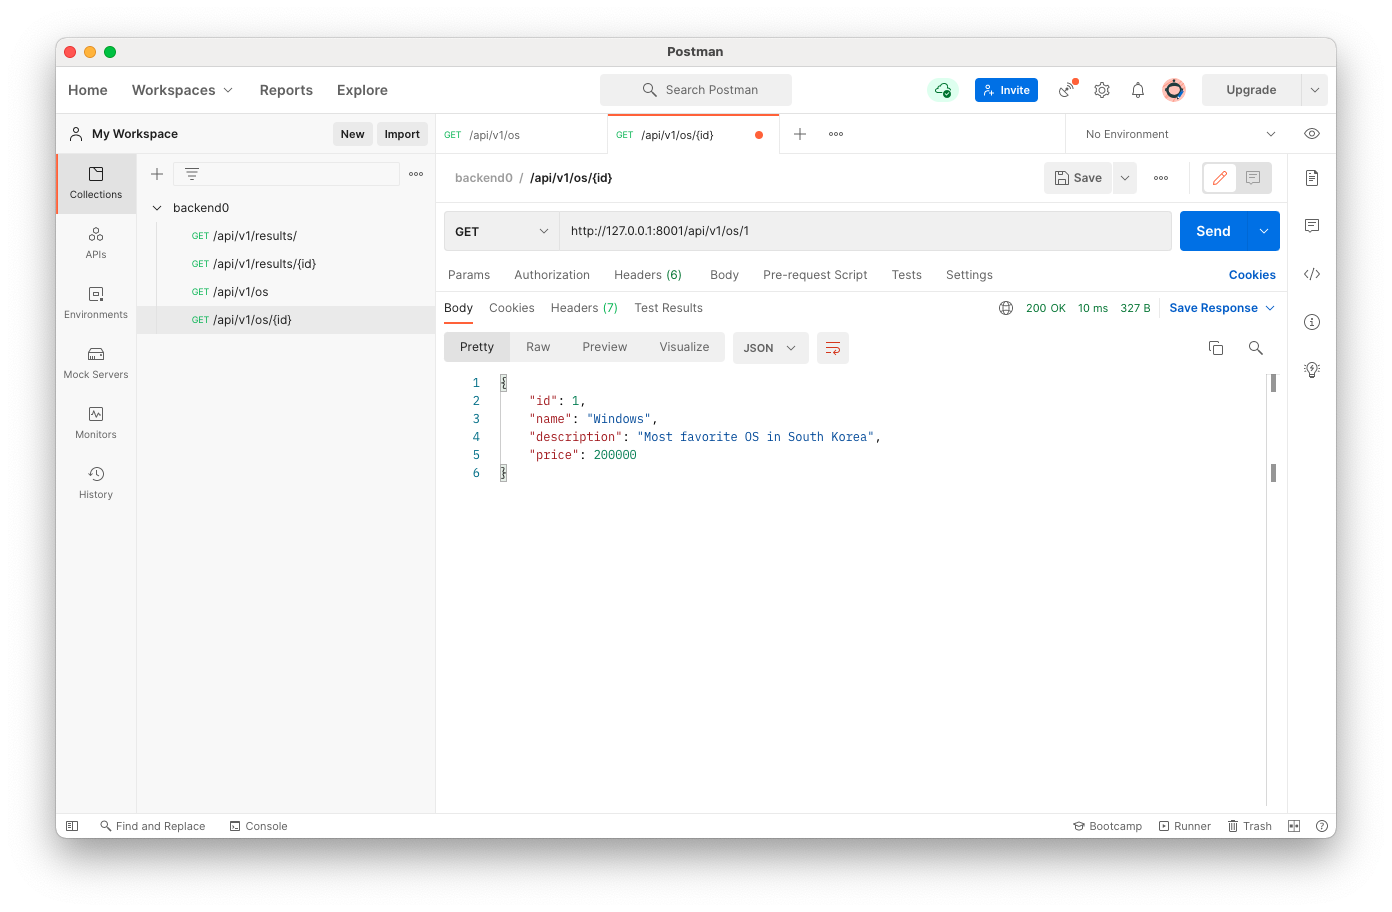 Postman
Home Workspaces Reports Explore Search Postman Invite Upgrade
My Workspace New Import GET /api/v1/os GET /api/v1/os/{id} No Environment
Collections
APIs
Environments
Mock Servers
Monitors
History
backend0
GET /api/v1/results/
GET /api/v1/results/{id}
GET /api/v1/os
GET /api/v1/os/{id}
backend0 / /api/v1/os/{id} Save
GET http://127.0.0.1:8001/api/v1/os/1 Send
Params Authorization Headers (6) Body Pre-request Script Tests Settings Cookies
Body Cookies Headers (7) Test Results 200 OK 10 ms 327 B Save Response
Pretty Raw Preview Visualize JSON
1 {
2 "id": 1,
3 "name": "Windows",
4 "description": "Most favorite OS in South Korea",
5 "price": 200000
6 }
Find and Replace Console Bootcamp Runner Trash